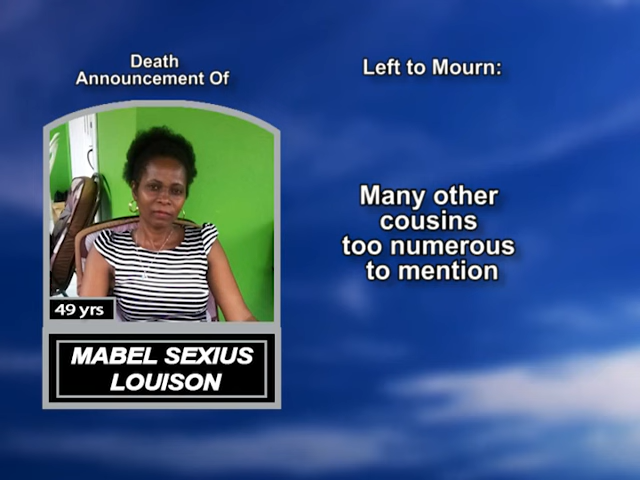 Death
Announcement Of
49 yrs
MABEL SEXIUS
LOUISON
Left to Mourn:
Many other
cousins
too numerous
to mention